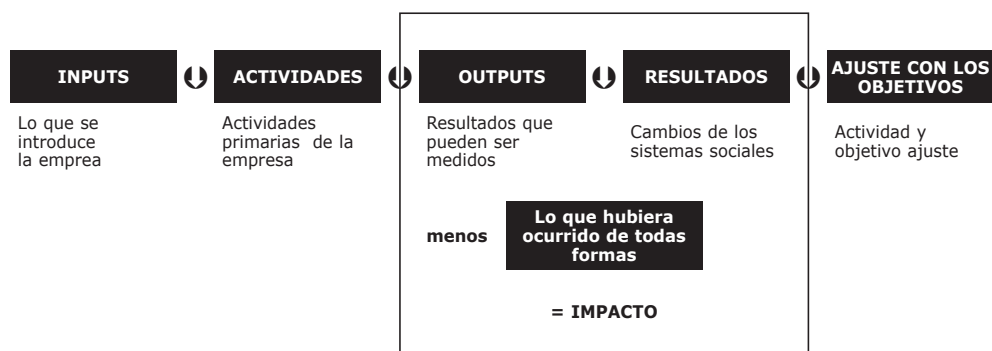 INPUTS
ACTIVIDADES
OUTPUTS
RESULTADOS
AJUSTE CON LOS
OBJETIVOS
Lo que se
introduce
la emprea
Actividades
primarias de la
empresa
Resultados que
pueden ser
medidos
Cambios de los
sistemas sociales
Actividad y
objetivo ajuste
menos
Lo que hubiera
ocurrido de todas
formas
= IMPACTO